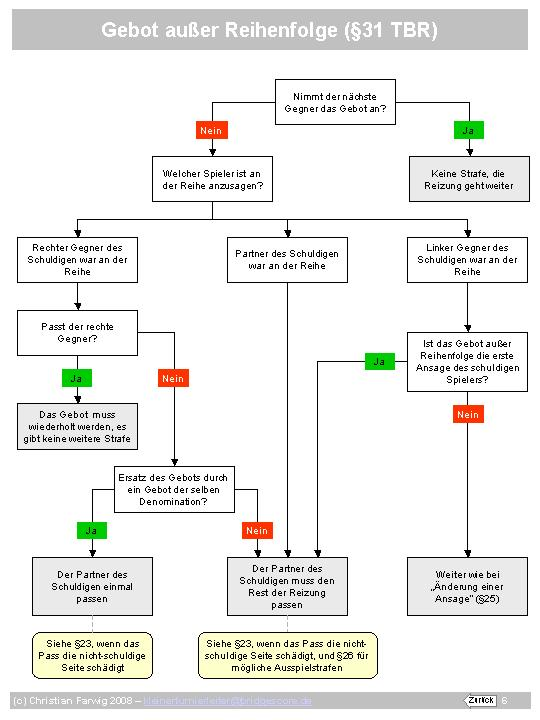 Gebot außer Reihenfolge (§31 TBR)
Nimmt der nächste
Gegner das Gebot an?
Nein
Ja
Welcher Spieler ist an
der Reihe anzusagen?
Keine Strafe, die
Reizung geht weiter
Rechter Gegner des
Schuldigen war an der
Reihe
Partner des Schuldigen
war an der Reihe
Linker Gegner des
Schuldigen war an der
Reihe
Passt der rechte
Gegner?
Ist das Gebot außer
Reihenfolge die erste
Ansage des schuldigen
Spielers?
Ja
Ja
Nein
Nein
Das Gebot muss
wiederholt werden, es
gibt keine weitere Strafe
Ersatz des Gebots durch
ein Gebot der selben
Denomination?
Ja
Nein
Der Partner des
Schuldigen einmal
passen
Der Partner des
Schuldigen muss den
Rest der Reizung
passen
Weiter wie bei
„Änderung einer
Ansage“ (§25)
Siehe §23, wenn das
Pass die nicht-schuldige
Seite schädigt
Siehe §23, wenn das Pass die nicht-
schuldige Seite schädigt, und §26 für
mögliche Ausspielstrafen
(c) Christian Farwig 2008 – kleinerturnierleiter@bridgescore.de
Zurück
6